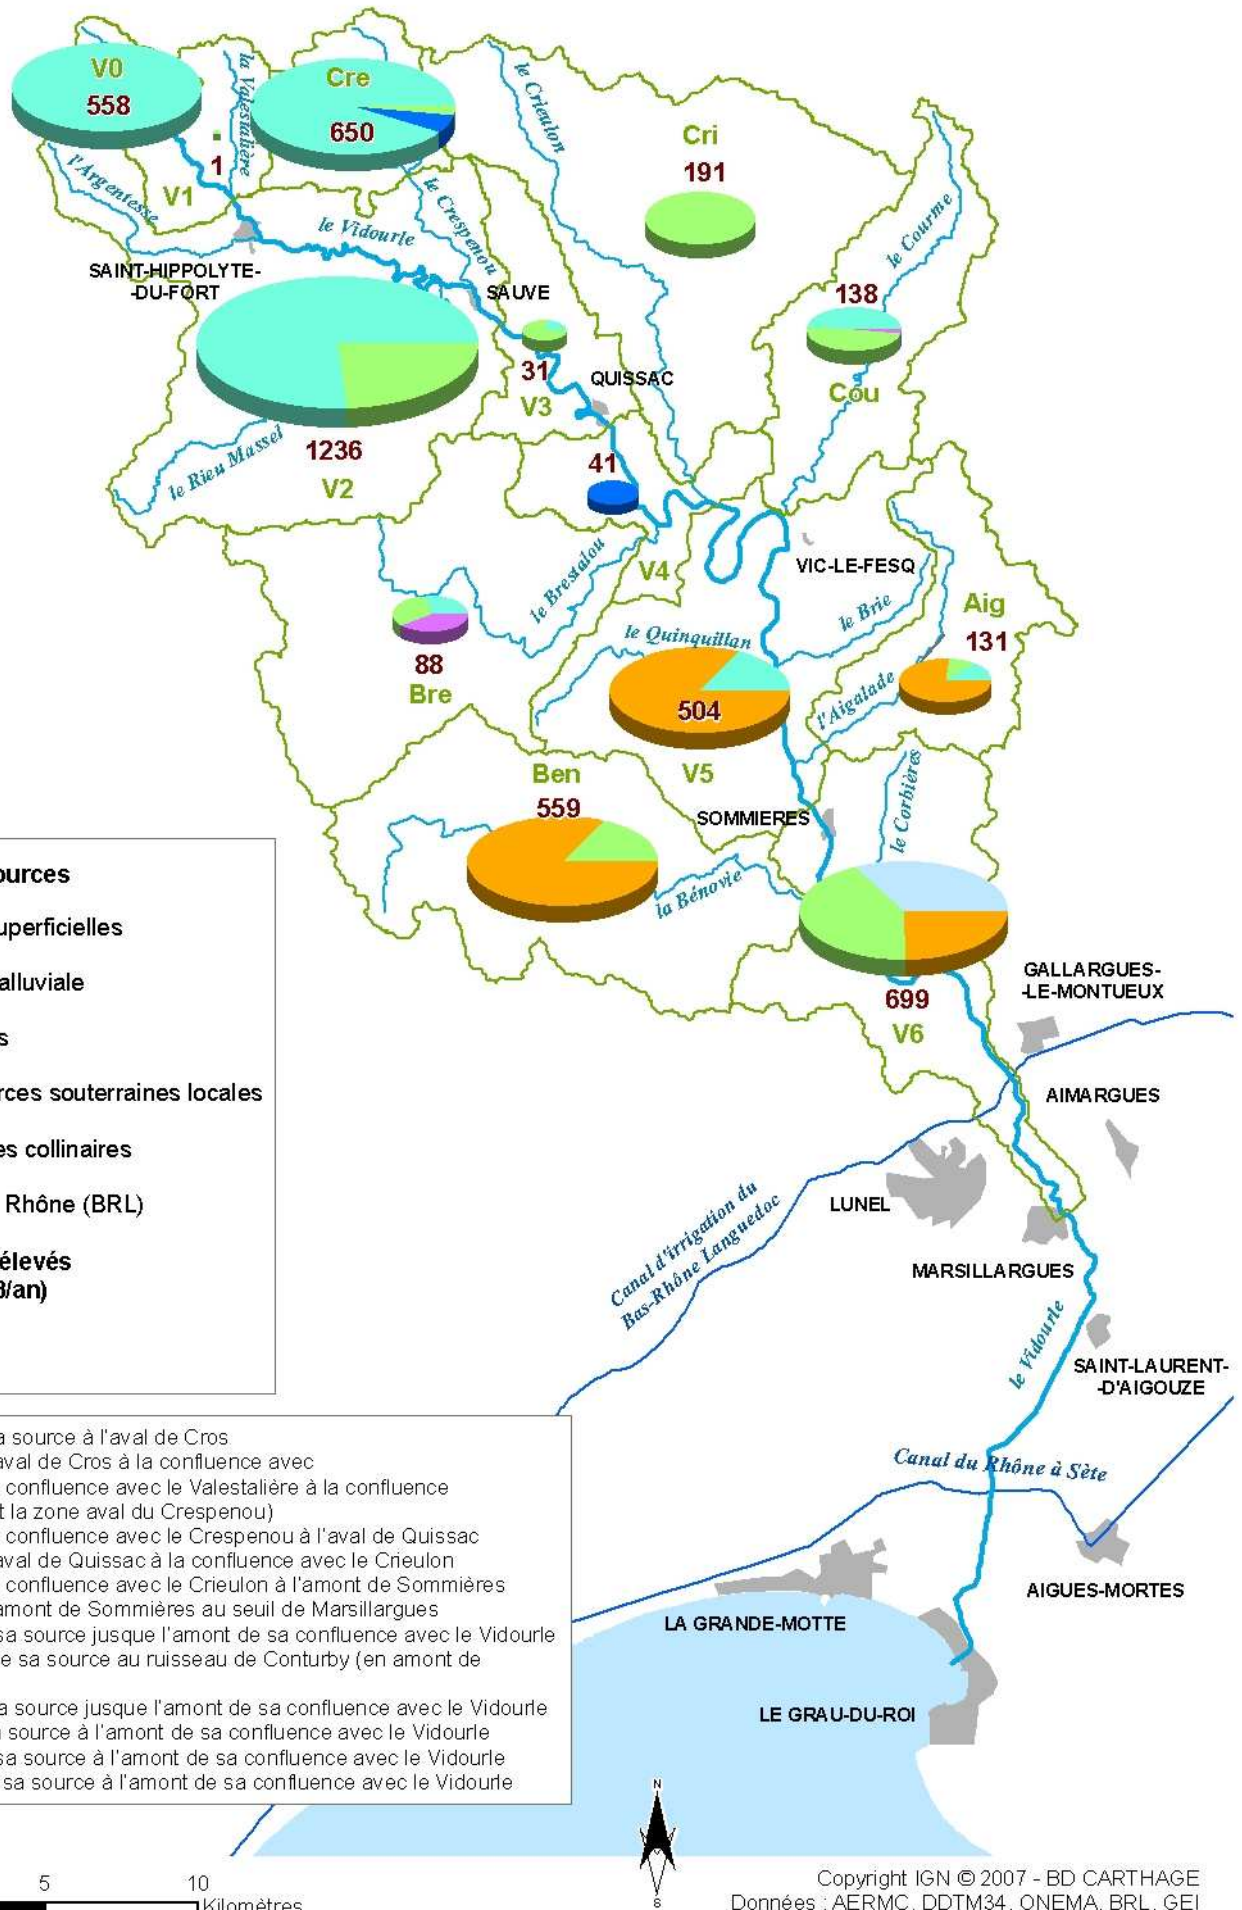 V0
558
la Valestalière
Cre
650
le Crieulon
Cri
191
1
V1
l'Argentesse
le Vidourle
le Crespenou
le Courme
SAINT-HIPPOLYTE-
-DU-FORT
SAUVE
138
Cou
31
V3
QUISSAC
le Rieu Massel
1236
V2
41
V4
VIC-LE-FESQ
le Brestalou
le Brie
Aig
131
88
Bre
le Quinquillan
504
V5
l'Aigalade
Ben
559
SOMMIERES
le Corbières
la Bénovie
699
V6
GALLARGUES-
-LE-MONTUEUX
AIMARGUES
LUNEL
MARSILLARGUES
Canal d'irrigation du
Bas-Rhône Languedoc
le Vidourle
SAINT-LAURENT-
-D'AIGOUZE
Canal du Rhône à Sète
AIGUES-MORTES
LA GRANDE-MOTTE
LE GRAU-DU-ROI
ources
uperficielles
alluviale
s
rces souterraines locales
es collinaires
Rhône (BRL)
élevés
3/an)
a source à l'aval de Cros
aval de Cros à la confluence avec
confluence avec le Valestalière à la confluence
t la zone aval du Crespenou)
confluence avec le Crespenou à l'aval de Quissac
aval de Quissac à la confluence avec le Crieulon
confluence avec le Crieulon à l'amont de Sommières
amont de Sommières au seuil de Marsillargues
sa source jusque l'amont de sa confluence avec le Vidourle
e sa source au ruisseau de Conturby (en amont de
a source jusque l'amont de sa confluence avec le Vidourle
source à l'amont de sa confluence avec le Vidourle
sa source à l'amont de sa confluence avec le Vidourle
sa source à l'amont de sa confluence avec le Vidourle
N
S
5 10
Kilomètres
Copyright IGN © 2007 - BD CARTHAGE
Données : AERMC, DDTM34, ONEMA, BRL, GEI